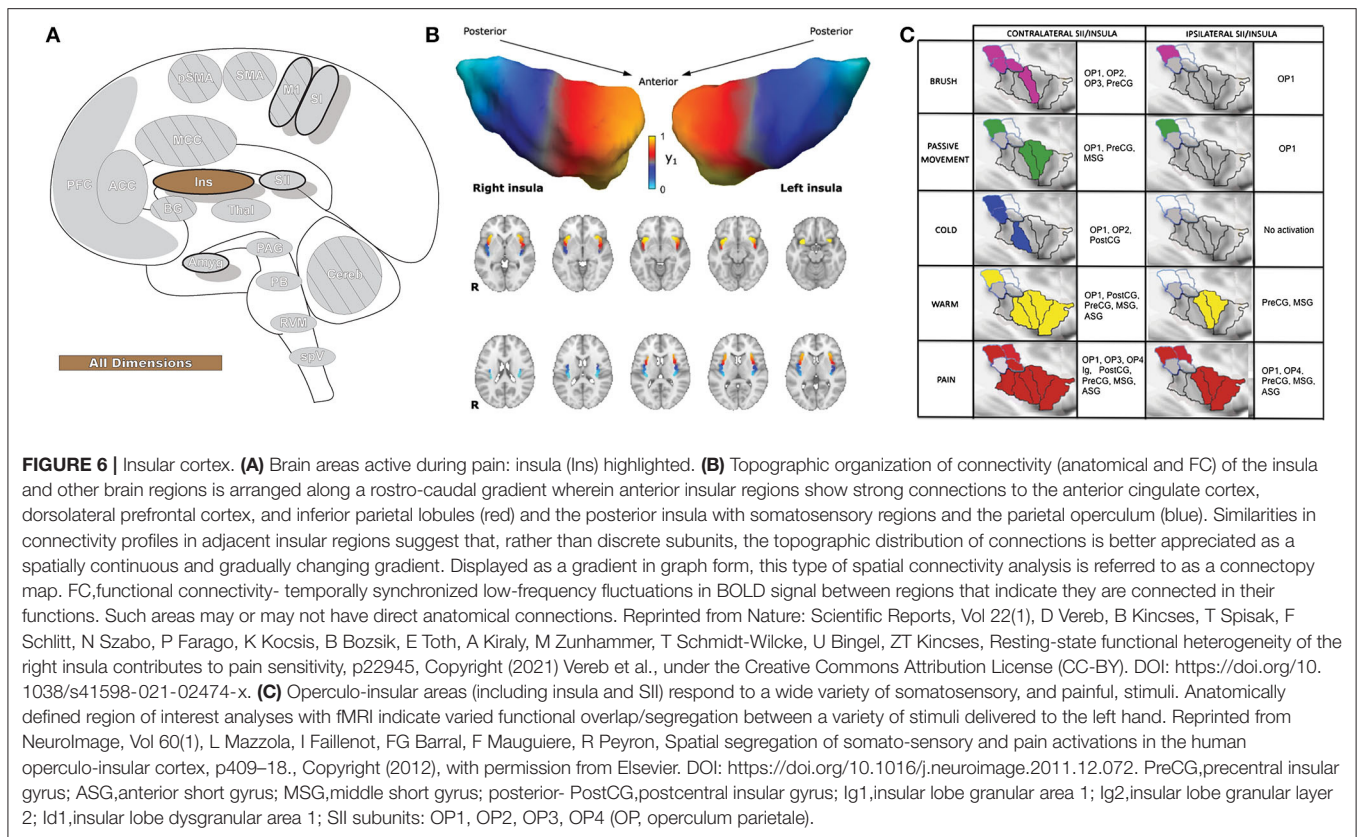 A
pSMA
SMA
M1
SI
MCC
PFC
ACC
Ins
SII
BG
Thal
PAG
Amyg
PB
Cereb
RVM
spV
All Dimensions
B
Posterior
Posterior
Anterior
1
y1
0
Right insula
Left insula
R
R
C
CONTRALATERAL SII/INSULA
IPSILATERAL SII/INSULA
BRUSH
OP1, OP2,
OP3, PreCG
OP1
PASSIVE
MOVEMENT
OP1, PreCG,
MSG
OP1
COLD
OP1, OP2,
PostCG
No activation
WARM
OP1, PostCG,
PreCG, MSG,
ASG
PreCG, MSG
PAIN
OP1, OP3, OP4
Ig, PostCG,
PreCG, MSG,
ASG
OP1, OP4,
PreCG, MSG,
ASG
FIGURE 6 | Insular cortex. (A) Brain areas active during pain: insula (Ins) highlighted. (B) Topographic organization of connectivity (anatomical and FC) of the insula
and other brain regions is arranged along a rostro-caudal gradient wherein anterior insular regions show strong connections to the anterior cingulate cortex,
dorsolateral prefrontal cortex, and inferior parietal lobules (red) and the posterior insula with somatosensory regions and the parietal operculum (blue). Similarities in
connectivity profiles in adjacent insular regions suggest that, rather than discrete subunits, the topographic distribution of connections is better appreciated as a
spatially continuous and gradually changing gradient. Displayed as a gradient in graph form, this type of spatial connectivity analysis is referred to as a connectopy
map. FC,functional connectivity- temporally synchronized low-frequency fluctuations in BOLD signal between regions that indicate they are connected in their
functions. Such areas may or may not have direct anatomical connections. Reprinted from Nature: Scientific Reports, Vol 22(1), D Vereb, B Kincses, T Spisak, F
Schlitt, N Szabo, P Farago, K Kocsis, B Bozsik, E Toth, A Kiraly, M Zunhammer, T Schmidt-Wilcke, U Bingel, ZT Kincses, Resting-state functional heterogeneity of the
right insula contributes to pain sensitivity, p22945, Copyright (2021) Vereb et al., under the Creative Commons Attribution License (CC-BY). DOI: https://doi.org/10.
1038/s41598-021-02474-x. (C) Operculo-insular areas (including insula and SII) respond to a wide variety of somatosensory, and painful, stimuli. Anatomically
defined region of interest analyses with fMRI indicate varied functional overlap/segregation between a variety of stimuli delivered to the left hand. Reprinted from
NeuroImage, Vol 60(1), L Mazzola, I Faillenot, FG Barral, F Mauguiere, R Peyron, Spatial segregation of somato-sensory and pain activations in the human
operculo-insular cortex, p409–18., Copyright (2012), with permission from Elsevier. DOI: https://doi.org/10.1016/j.neuroimage.2011.12.072. PreCG,precentral insular
gyrus; ASG,anterior short gyrus; MSG,middle short gyrus; posterior- PostCG,postcentral insular gyrus; Ig1,insular lobe granular area 1; Ig2,insular lobe granular layer
2; Id1,insular lobe dysgranular area 1; SII subunits: OP1, OP2, OP3, OP4 (OP, operculum parietale).